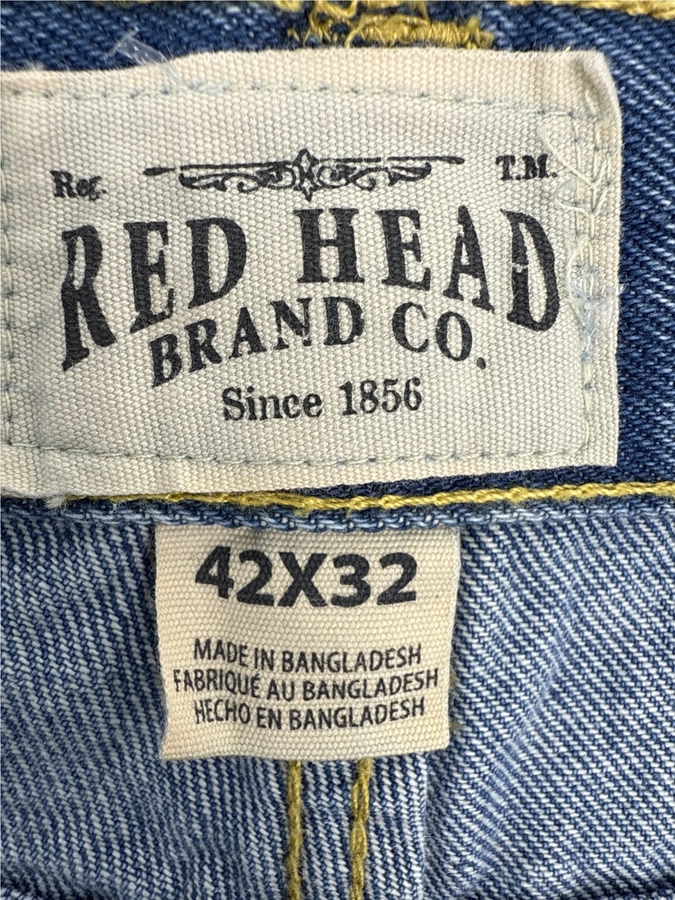 Reg. T.M.
RED HEAD
BRAND CO.
Since 1856
42X32
MADE IN BANGLADESH
FABRIQUÉ AU BANGLADESH
HECHO EN BANGLADESH